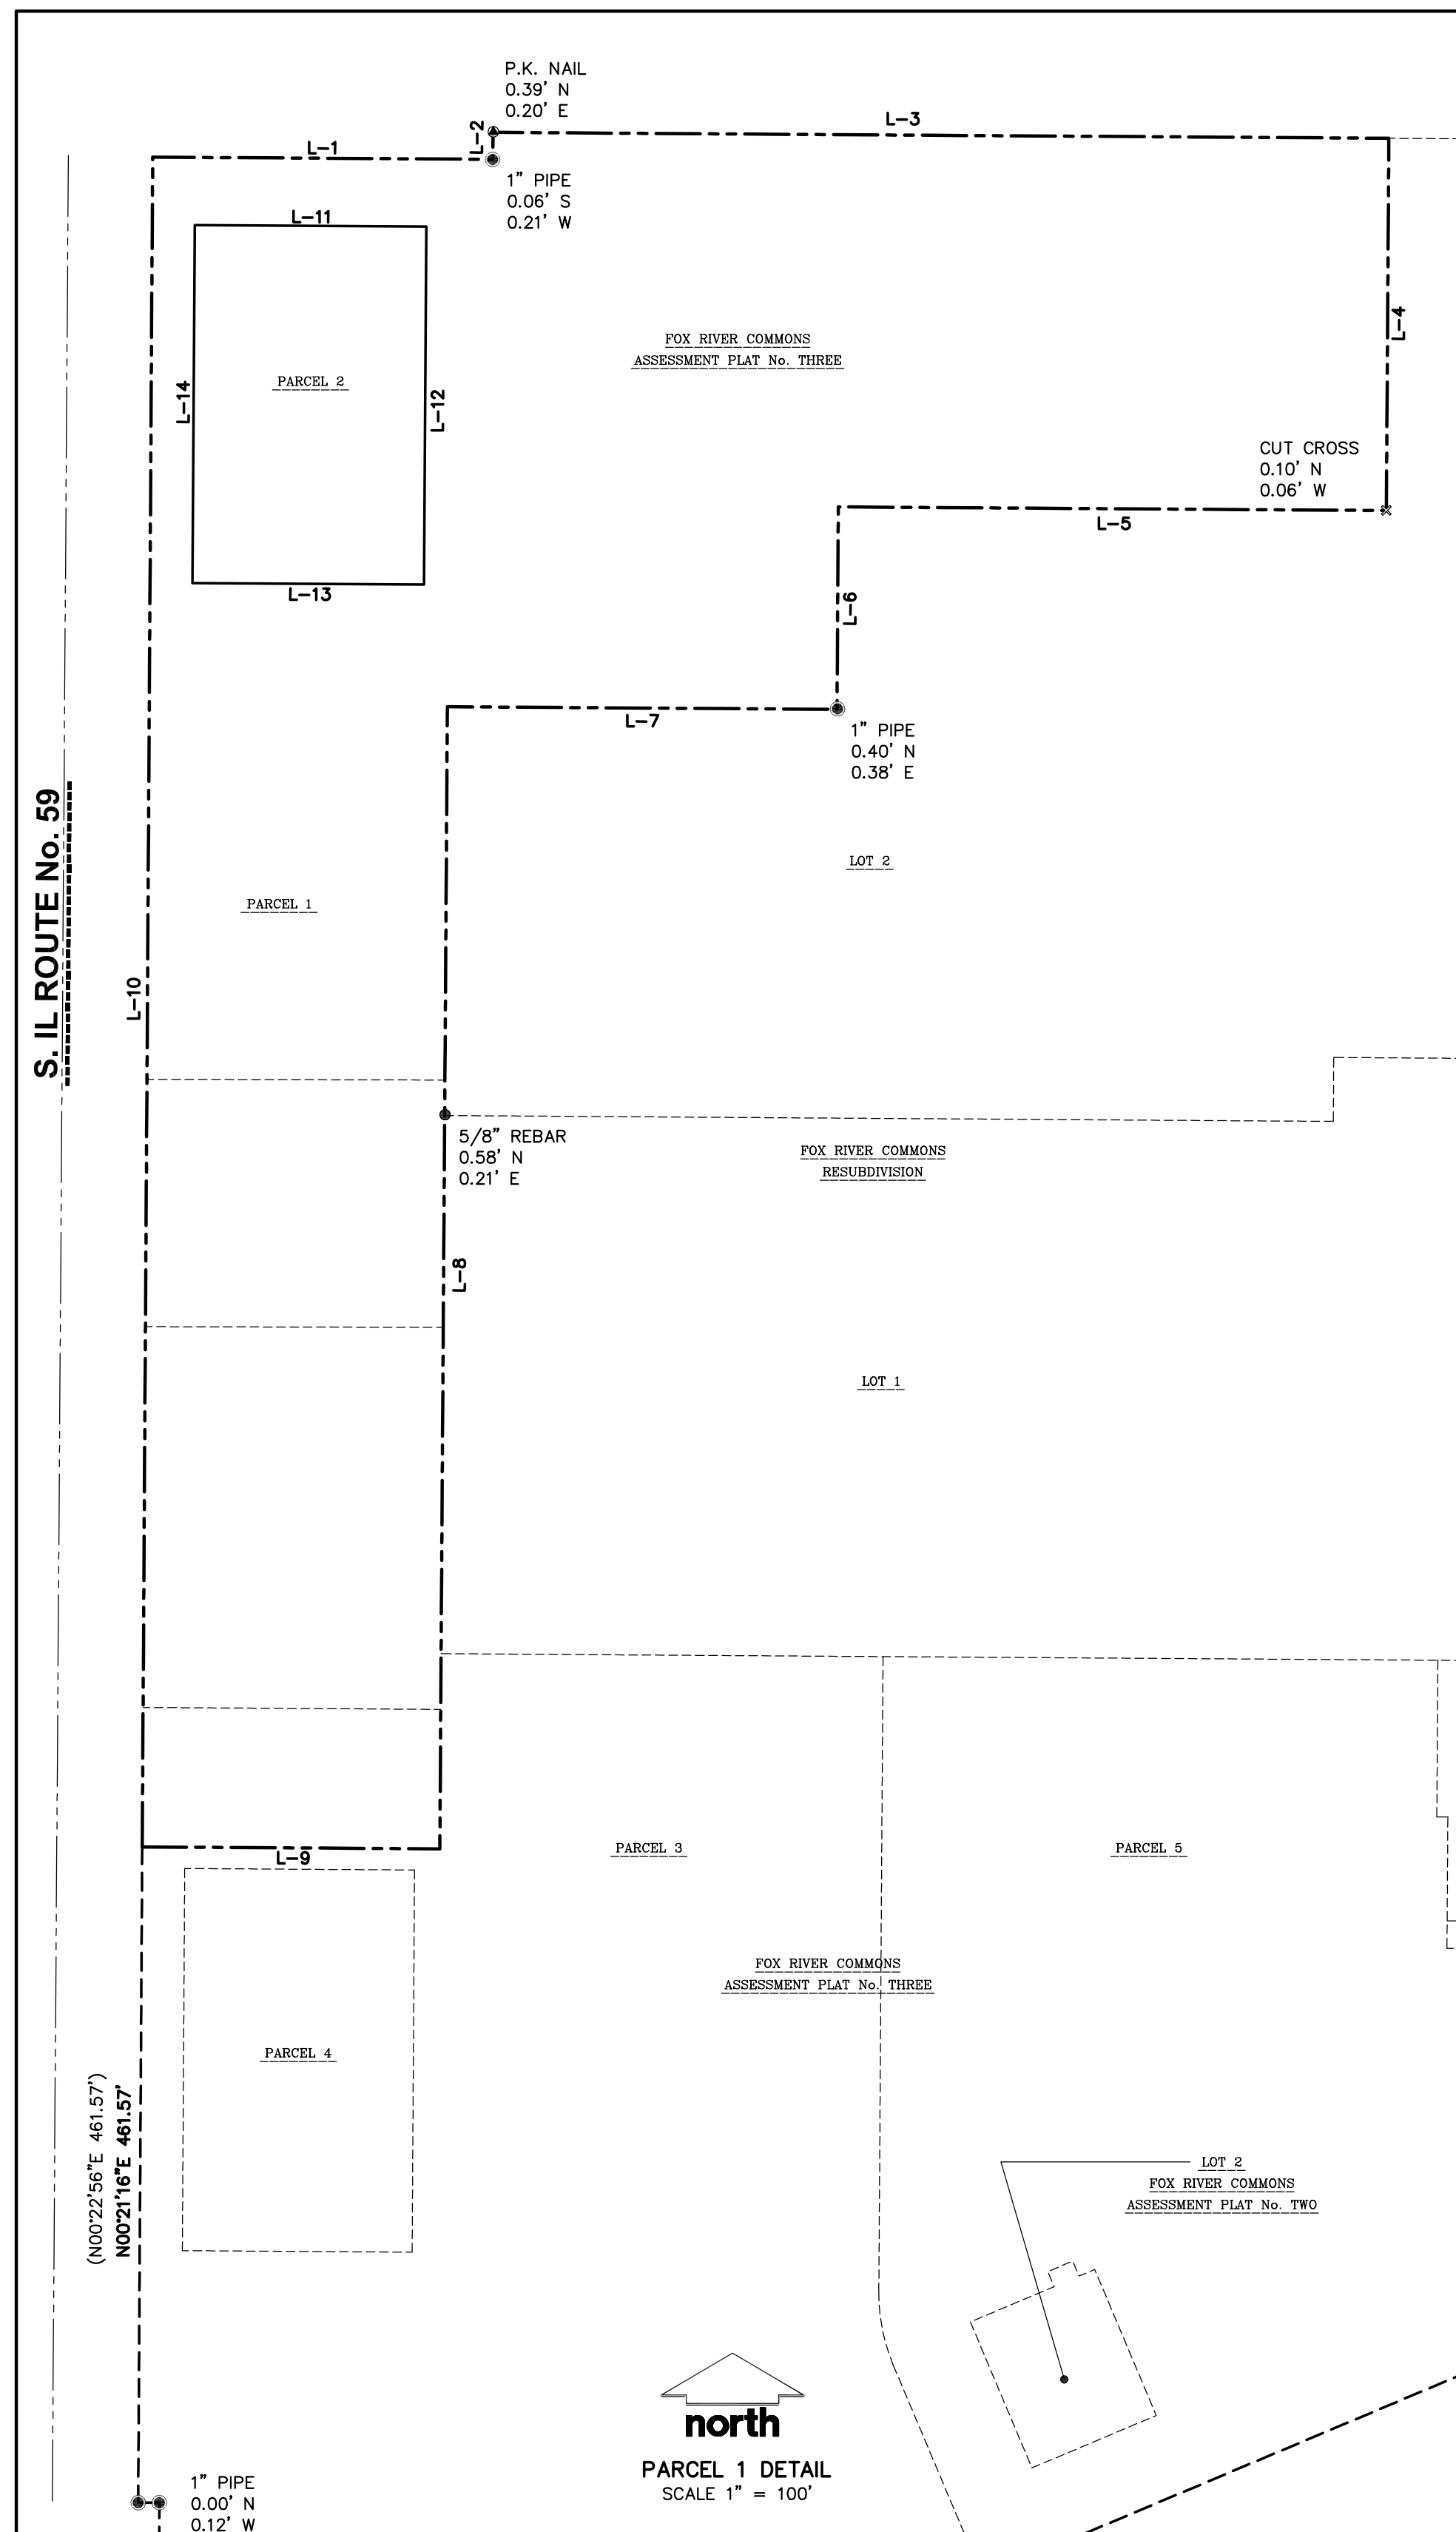 P.K. NAIL
0.39' N
0.20' E
L-1
L-2
L-3
1" PIPE
0.06' S
0.21' W
L-11
FOX RIVER COMMONS
ASSESSMENT PLAT No. THREE
L-4
PARCEL 2
L-14
L-12
CUT CROSS
0.10' N
0.06' W
L-5
L-13
L-6
L-7
1" PIPE
0.40' N
0.38' E
S. IL ROUTE No. 59
LOT 2
PARCEL 1
L-10
5/8" REBAR
0.58' N
0.21' E
FOX RIVER COMMONS
RESUBDIVISION
L-8
LOT 1
L-9
PARCEL 3
PARCEL 5
FOX RIVER COMMONS
ASSESSMENT PLAT No. THREE
PARCEL 4
(N00°22'56"E 461.57')
N00°21'16"E 461.57'
LOT 2
FOX RIVER COMMONS
ASSESSMENT PLAT No. TWO
north
PARCEL 1 DETAIL
SCALE 1" = 100'
1" PIPE
0.00' N
0.12' W